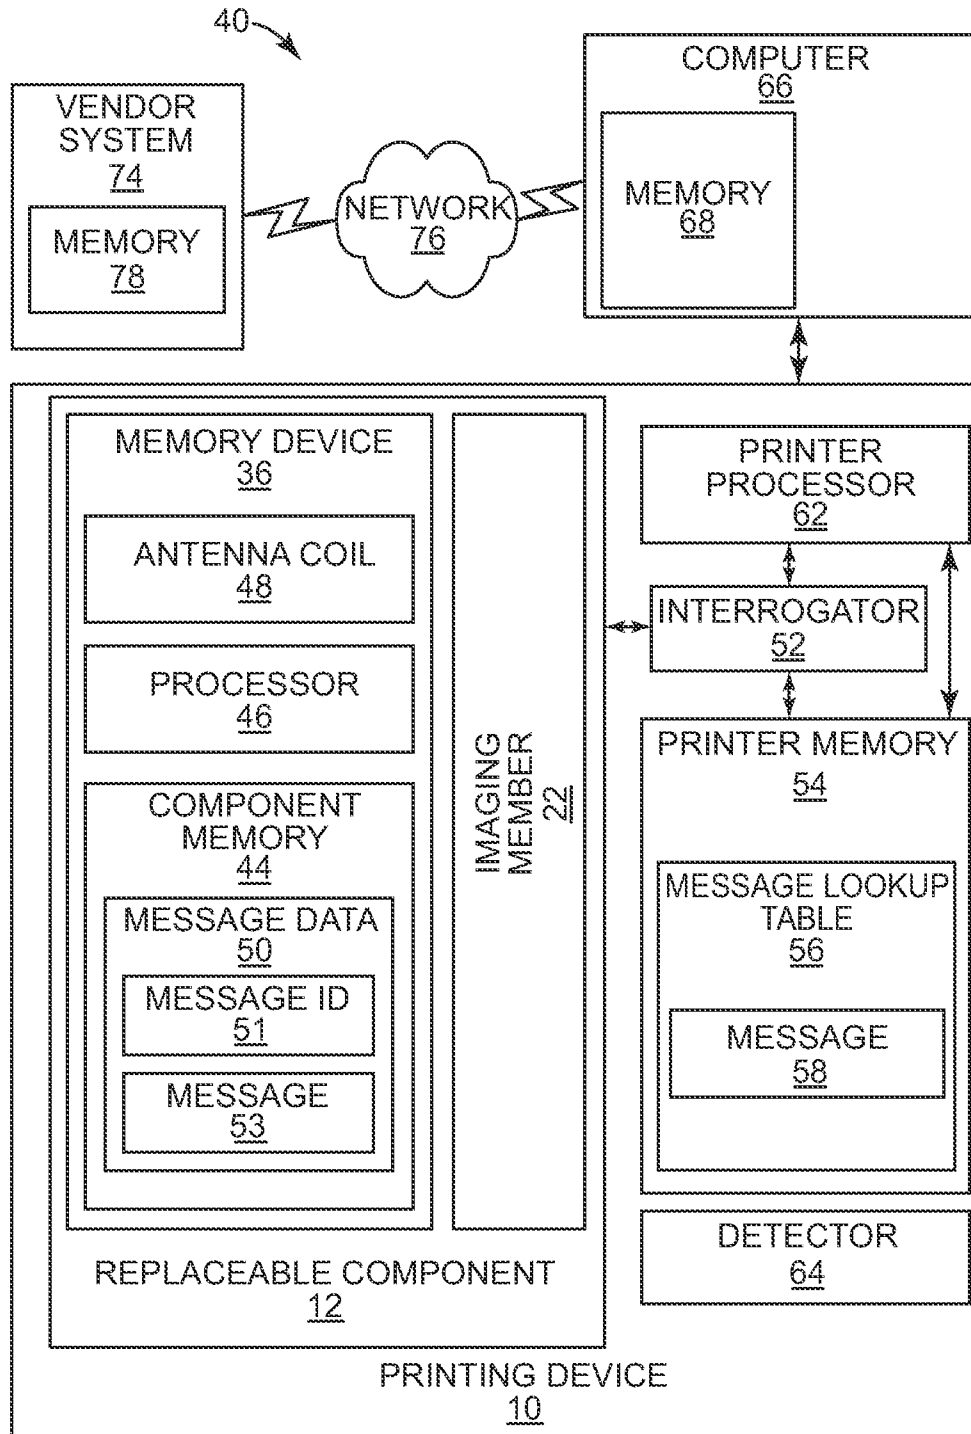 40
COMPUTER
66
MEMORY
68
VENDOR
SYSTEM
74
MEMORY
78
NETWORK
76
MEMORY DEVICE
36
ANTENNA COIL
48
PROCESSOR
46
COMPONENT
MEMORY
44
MESSAGE DATA
50
MESSAGE ID
51
MESSAGE
53
IMAGING
MEMBER
22
REPLACEABLE COMPONENT
12
PRINTER
PROCESSOR
62
INTERROGATOR
52
PRINTER MEMORY
54
MESSAGE LOOKUP
TABLE
56
MESSAGE
58
DETECTOR
64
PRINTING DEVICE
10